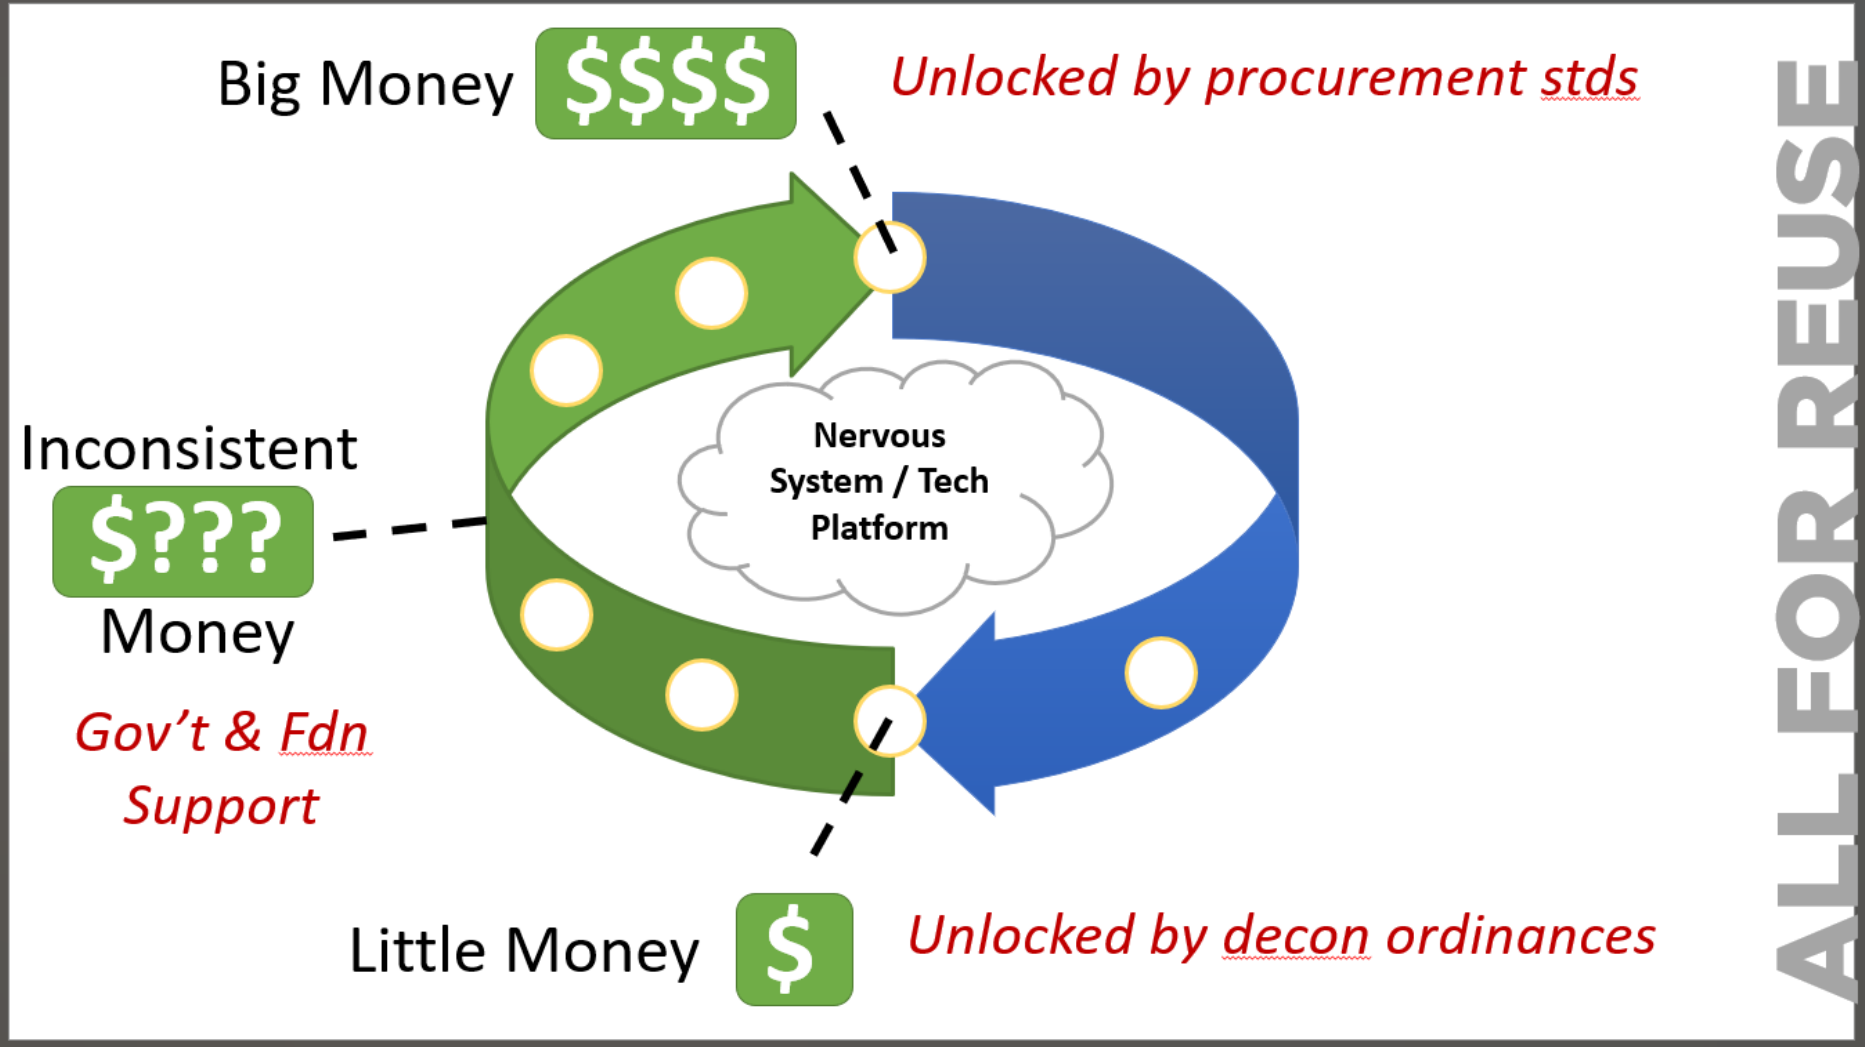 Big Money $$$$
Unlocked by procurement stds
Nervous
System / Tech
Platform
Inconsistent
$???
Money
Gov’t & Fdn
Support
Little Money $
Unlocked by decon ordinances
ALL FOR REUSE